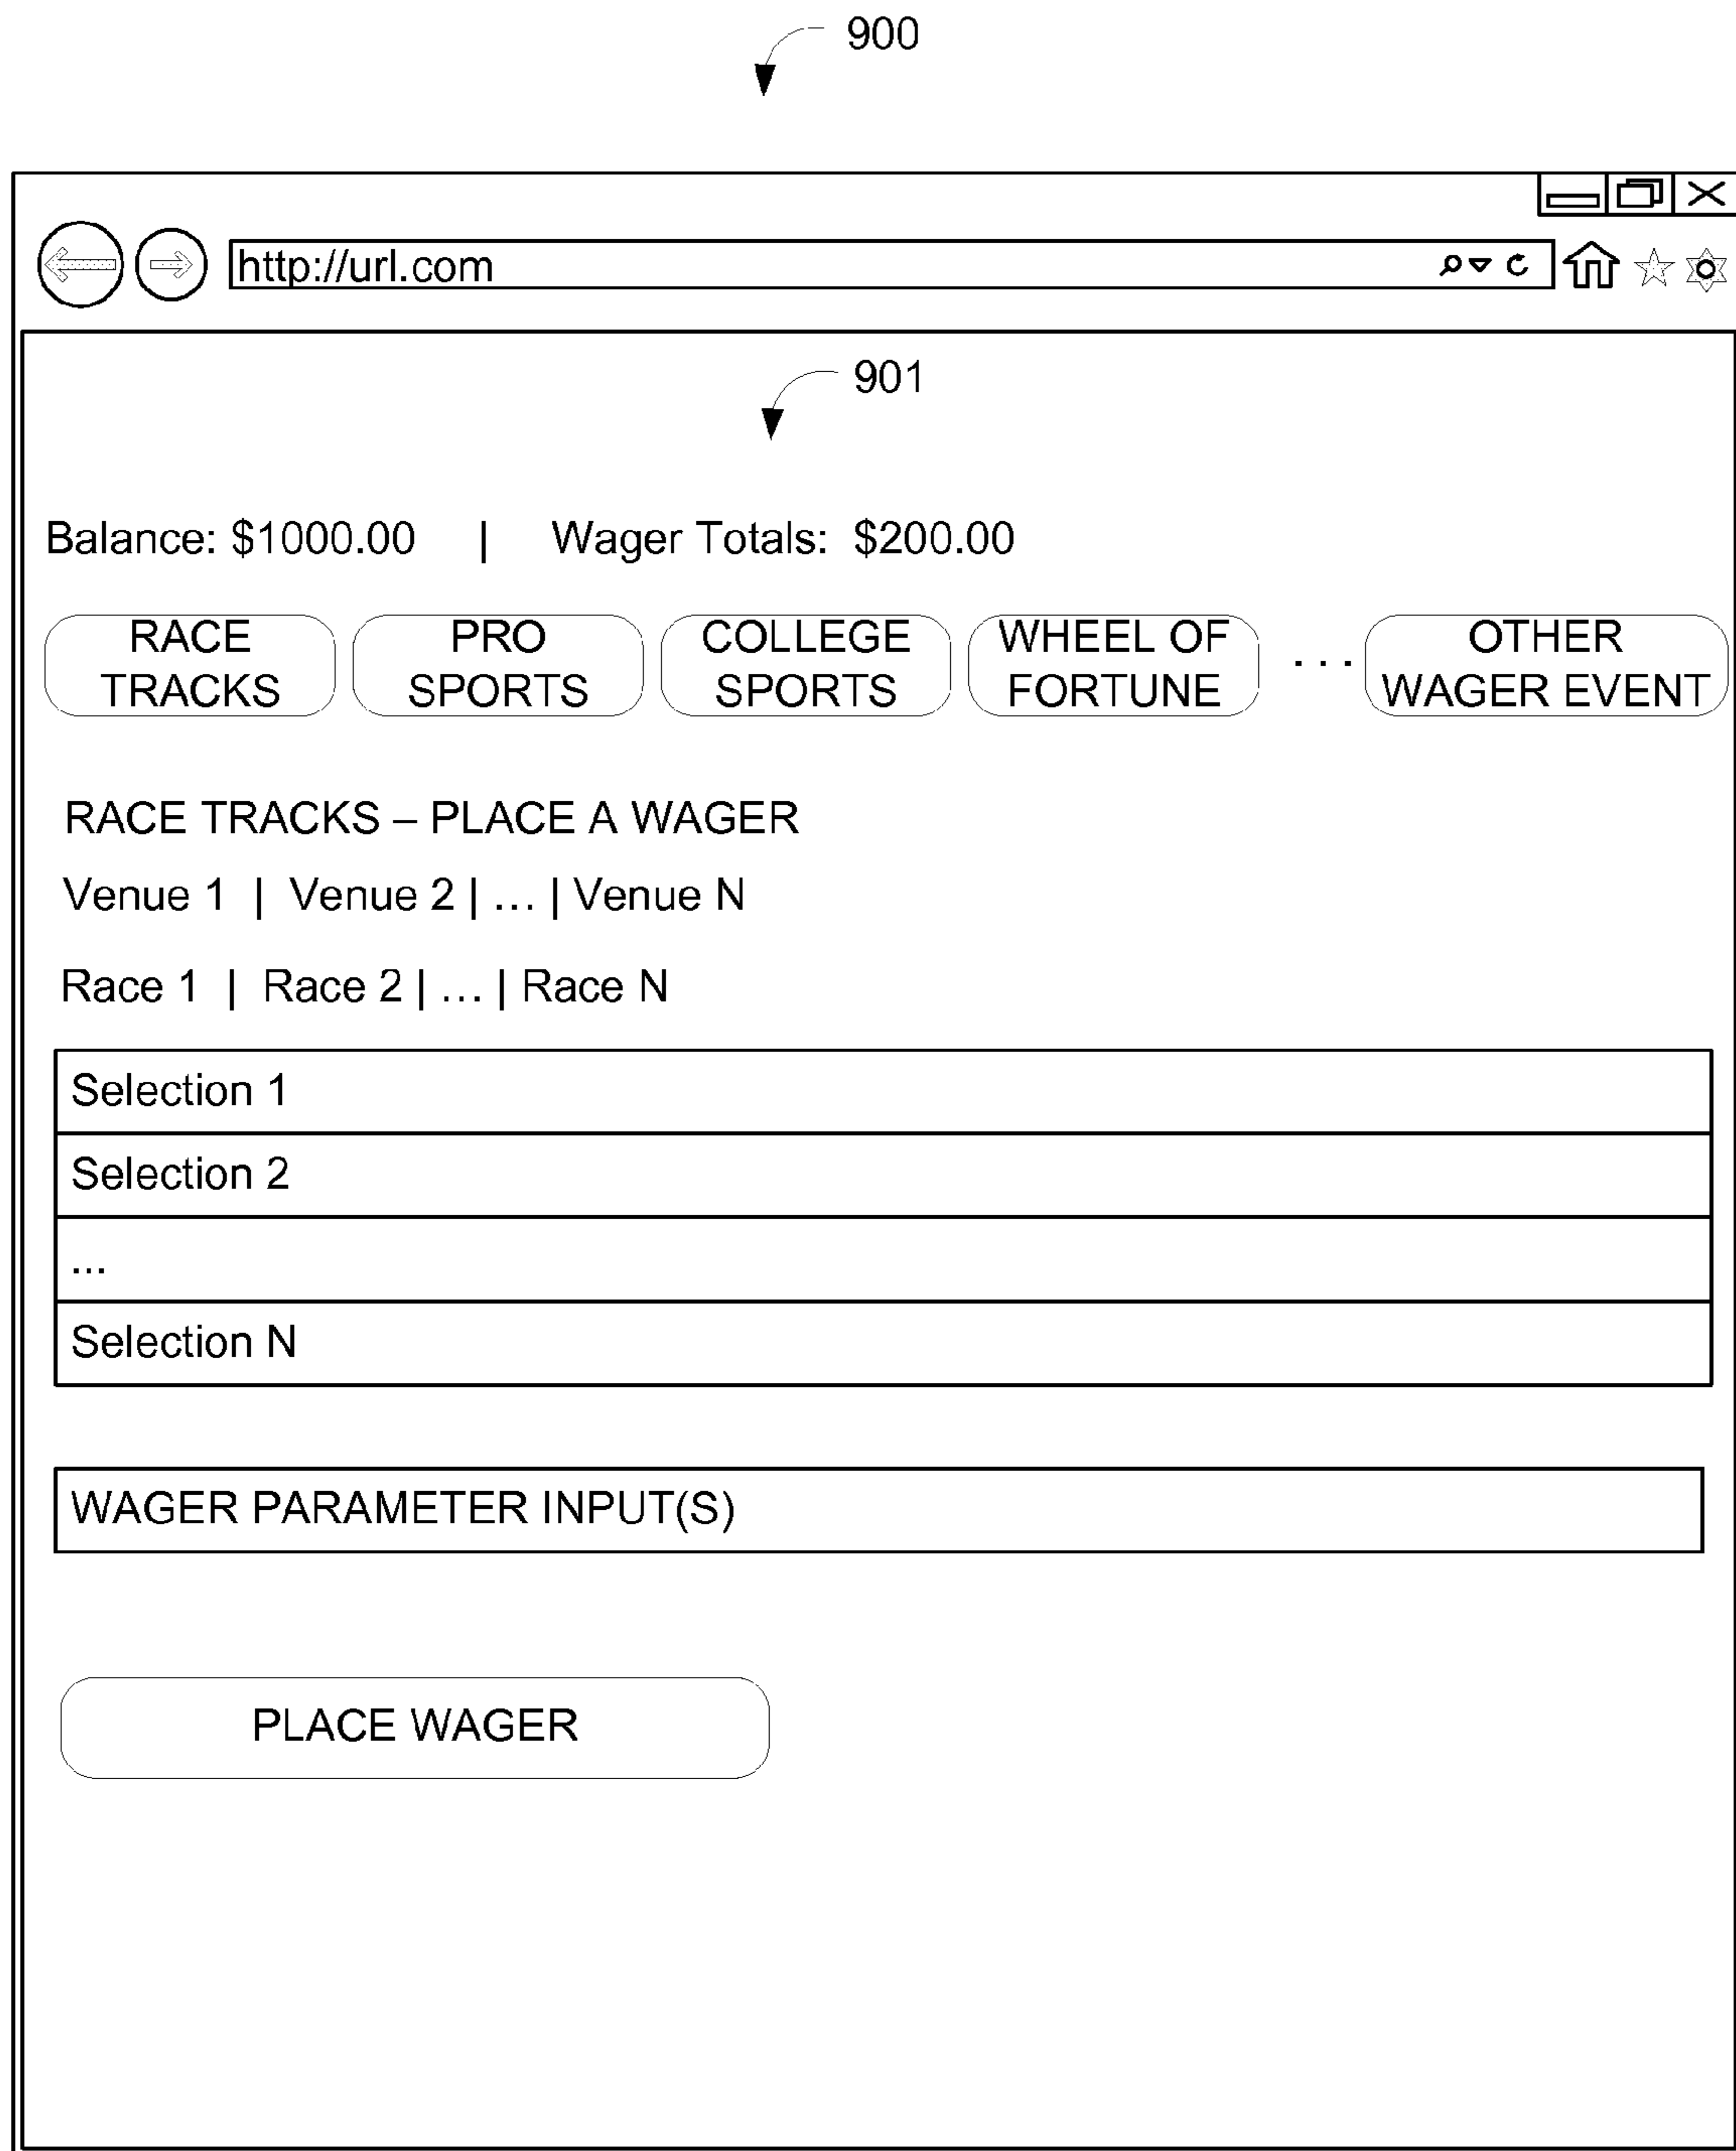 900
http://url.com
901
Balance: $1000.00 | Wager Totals: $200.00
RACE TRACKS
PRO SPORTS
COLLEGE SPORTS
WHEEL OF FORTUNE
...
OTHER WAGER EVENT
RACE TRACKS – PLACE A WAGER
Venue 1 | Venue 2 | ... | Venue N
Race 1 | Race 2 | ... | Race N
Selection 1
Selection 2
...
Selection N
WAGER PARAMETER INPUT(S)
PLACE WAGER